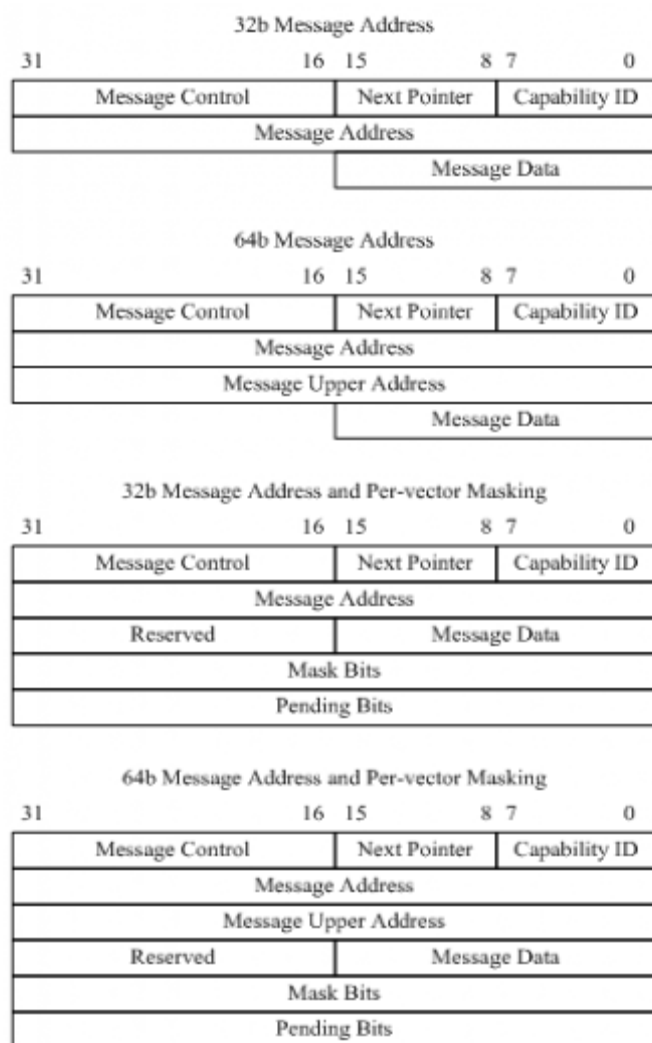 32b Message Address
31 16 15 8 7 0
Message Control Next Pointer Capability ID
Message Address
Message Data
64b Message Address
31 16 15 8 7 0
Message Control Next Pointer Capability ID
Message Address
Message Upper Address
Message Data
32b Message Address and Per-vector Masking
31 16 15 8 7 0
Message Control Next Pointer Capability ID
Message Address
Reserved Message Data
Mask Bits
Pending Bits
64b Message Address and Per-vector Masking
31 16 15 8 7 0
Message Control Next Pointer Capability ID
Message Address
Message Upper Address
Reserved Message Data
Mask Bits
Pending Bits